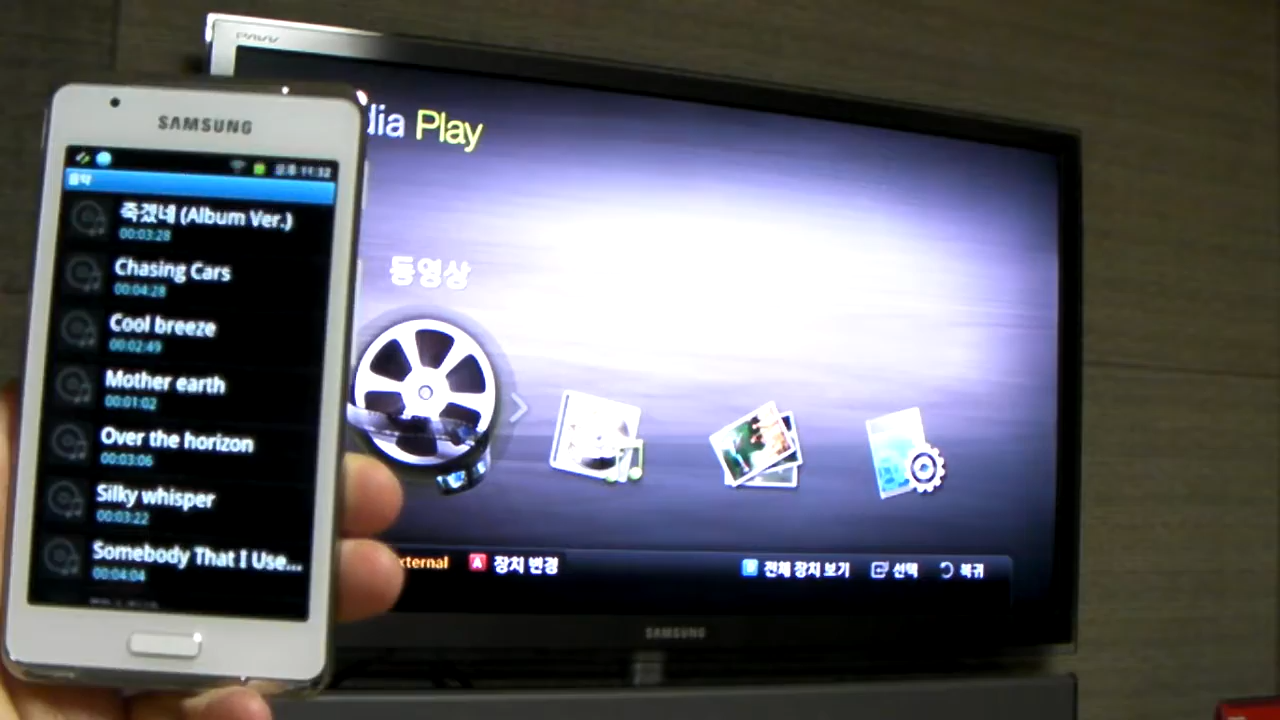 SAMSUNG
오후 11:32
음악
죽겠네 (Album Ver.)
00:03:28
Chasing Cars
00:04:28
Cool breeze
00:02:49
Mother earth
00:01:02
Over the horizon
00:03:06
Silky whisper
00:03:22
Somebody That I Use...
00:04:04
PAVV
dia Play
동영상
xternal
A 장치 변경
전체 장치 보기
선택
복귀
SAMSUNG